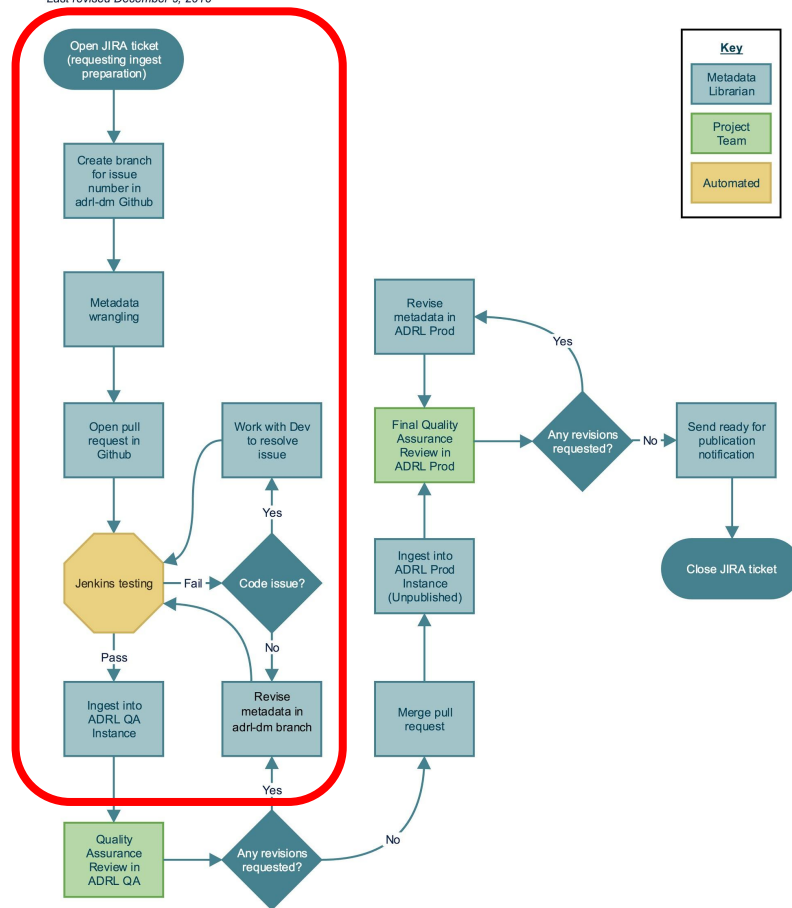 Last revised December 9, 2016
Open JIRA ticket
(requesting ingest
preparation)
Create branch
for issue
number in
adrl-dm Github
Metadata
wrangling
Open pull
request in
Github
Work with Dev
to resolve
issue
Yes
Jenkins testing
Fail
Code issue?
No
Pass
Ingest into
ADRL QA
Instance
Revise
metadata in
adrl-dm branch
Yes
Quality
Assurance
Review in
ADRL QA
Any revisions
requested?
No
Merge pull
request
Ingest into
ADRL Prod
Instance
(Unpublished)
Final Quality
Assurance
Review in
ADRL Prod
Revise
metadata in
ADRL Prod
Yes
Any revisions
requested?
No
Send ready for
publication
notification
Close JIRA ticket
Key
Metadata
Librarian
Project
Team
Automated